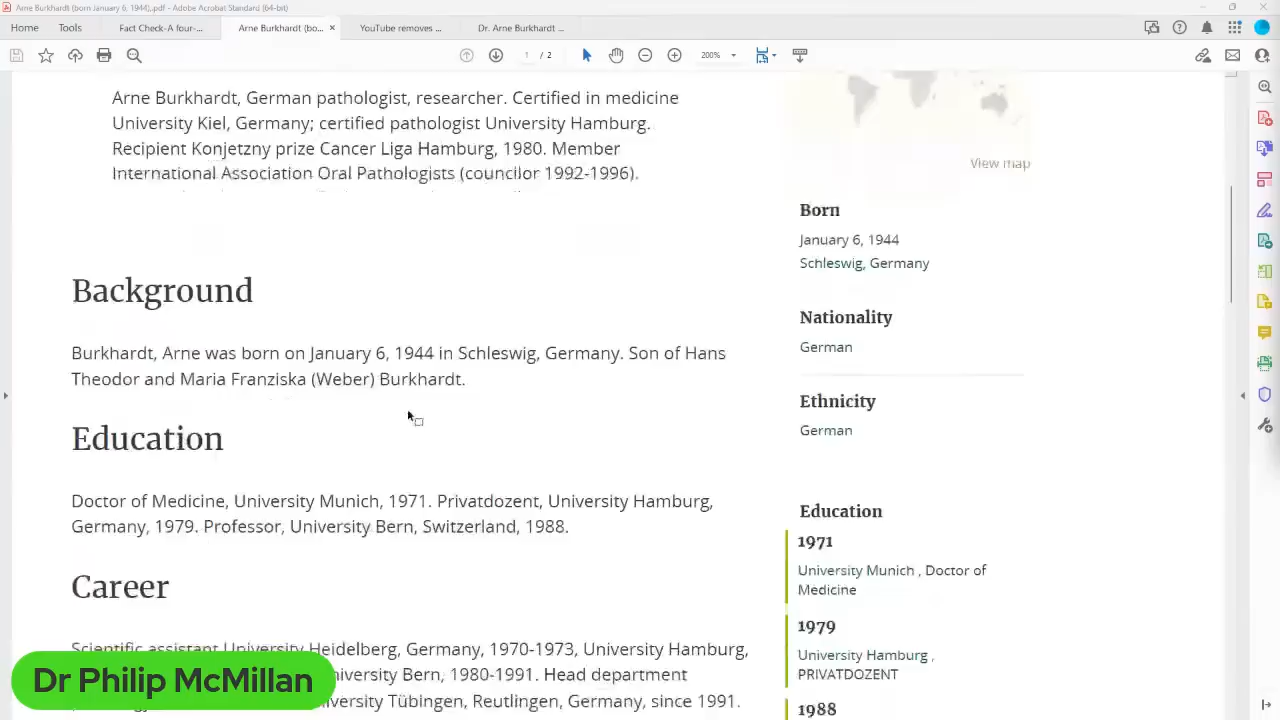 Arne Burkhardt (born January 6, 1944),.pdf - Adobe Acrobat Standard (64-bit)
Home
Tools
Fact Check-A four-...
Arne Burkhardt (bo...
YouTube removes ...
Dr. Arne Burkhardt ...
1 / 2
200%
Arne Burkhardt, German pathologist, researcher. Certified in medicine
University Kiel, Germany; certified pathologist University Hamburg.
Recipient Konjetzny prize Cancer Liga Hamburg, 1980. Member
International Association Oral Pathologists (councilor 1992-1996).
Background
Burkhardt, Arne was born on January 6, 1944 in Schleswig, Germany. Son of Hans
Theodor and Maria Franziska (Weber) Burkhardt.
Education
Doctor of Medicine, University Munich, 1971. Privatdozent, University Hamburg,
Germany, 1979. Professor, University Bern, Switzerland, 1988.
Career
Scientific assistant University Heidelberg, Germany, 1970-1973, University Hamburg,
University Bern, 1980-1991. Head department
University Tübingen, Reutlingen, Germany, since 1991.
View map
Born
January 6, 1944
Schleswig, Germany
Nationality
German
Ethnicity
German
Education
1971
University Munich , Doctor of
Medicine
1979
University Hamburg ,
PRIVATDOZENT
1988
Dr Philip McMillan